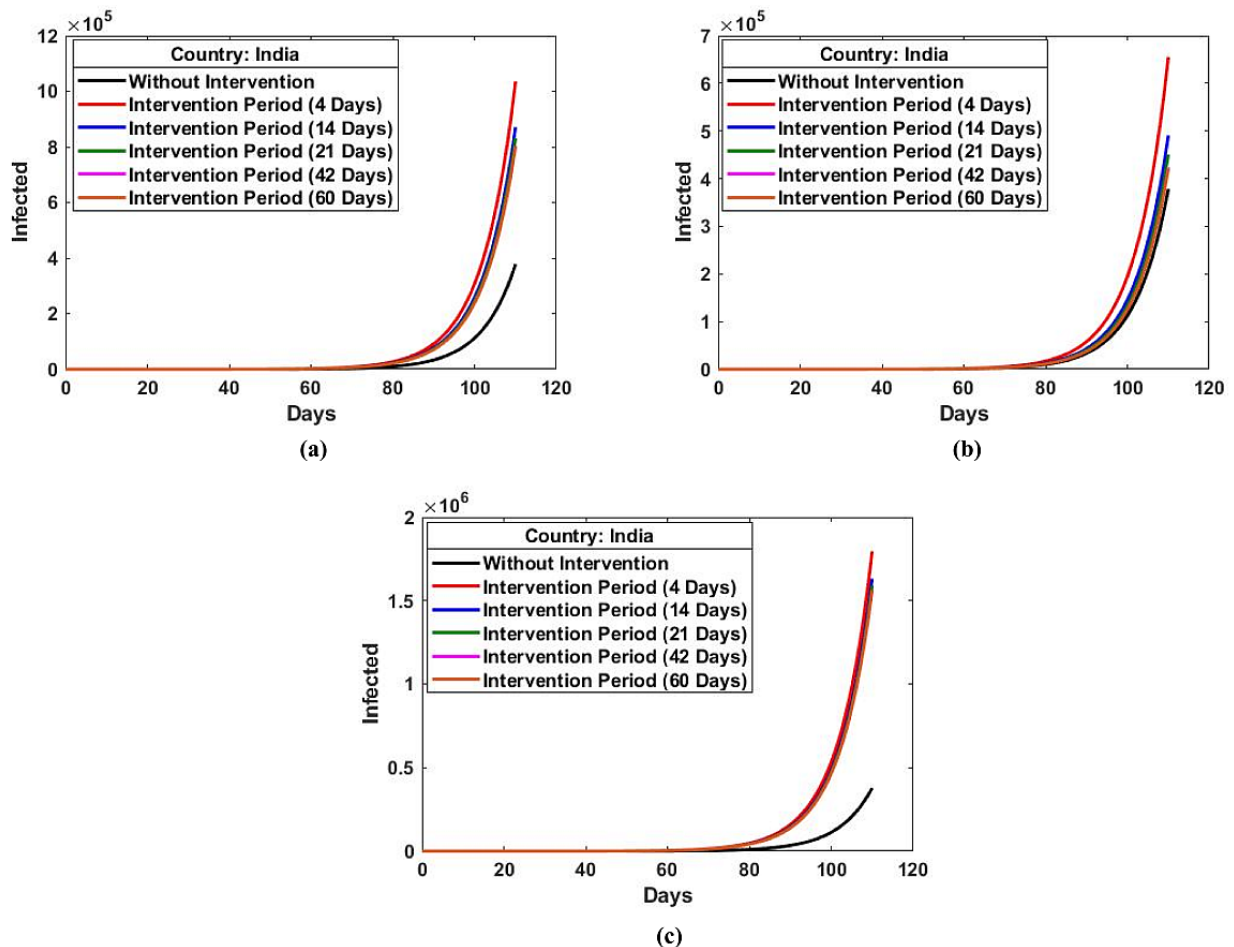 ×10^5
12
10
8
6
4
2
0
Infected
Country: India
Without Intervention
Intervention Period (4 Days)
Intervention Period (14 Days)
Intervention Period (21 Days)
Intervention Period (42 Days)
Intervention Period (60 Days)
0 20 40 60 80 100 120
Days
(a)
×10^5
7
6
5
4
3
2
1
0
Infected
Country: India
Without Intervention
Intervention Period (4 Days)
Intervention Period (14 Days)
Intervention Period (21 Days)
Intervention Period (42 Days)
Intervention Period (60 Days)
0 20 40 60 80 100 120
Days
(b)
×10^6
2
1.5
1
0.5
0
Infected
Country: India
Without Intervention
Intervention Period (4 Days)
Intervention Period (14 Days)
Intervention Period (21 Days)
Intervention Period (42 Days)
Intervention Period (60 Days)
0 20 40 60 80 100 120
Days
(c)